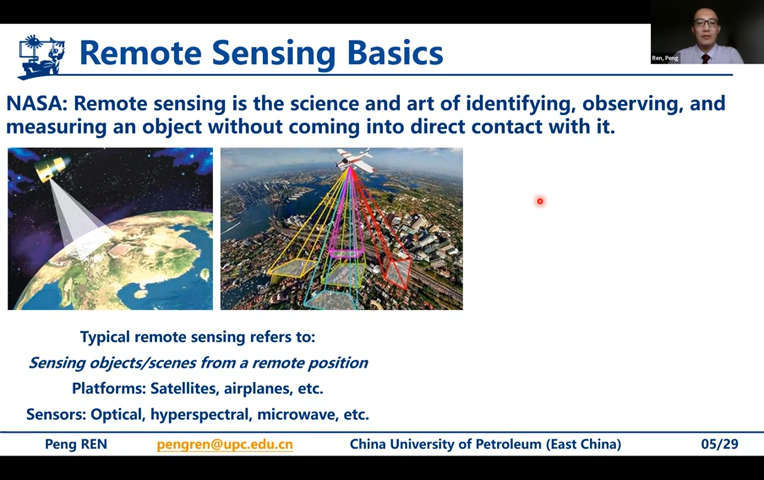 Remote Sensing Basics
Ren, Peng
NASA: Remote sensing is the science and art of identifying, observing, and
measuring an object without coming into direct contact with it.
Typical remote sensing refers to:
Sensing objects/scenes from a remote position
Platforms: Satellites, airplanes, etc.
Sensors: Optical, hyperspectral, microwave, etc.
Peng REN pengren@upc.edu.cn China University of Petroleum (East China) 05/29